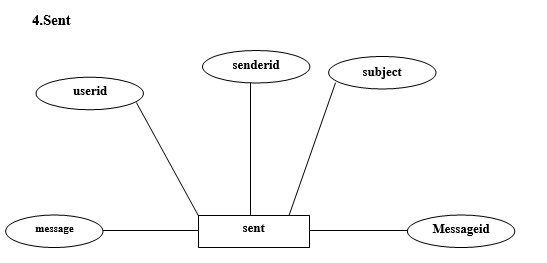 4.Sent
senderid
subject
userid
message
sent
Messageid